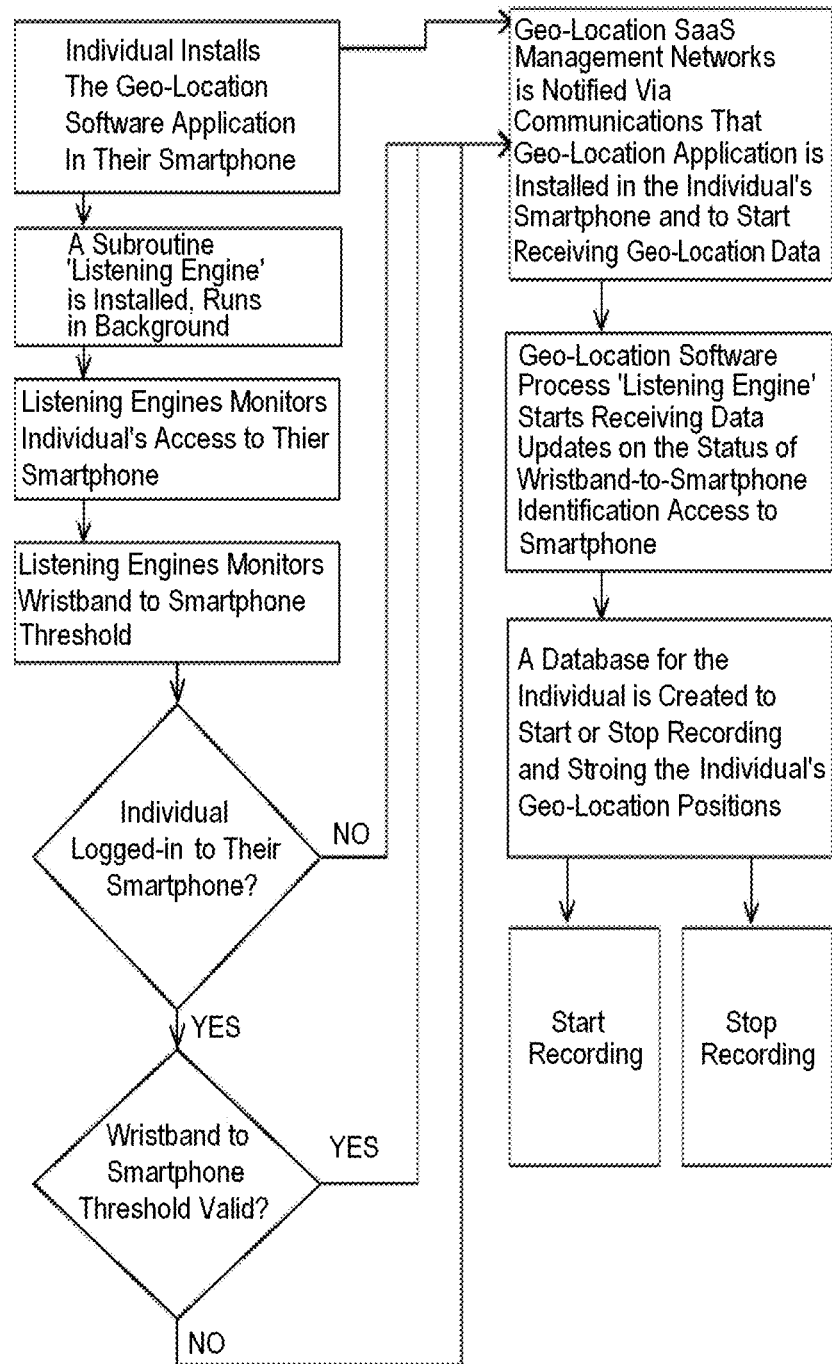 Individual Installs
The Geo-Location
Software Application
In Their Smartphone
A Subroutine
'Listening Engine'
is Installed, Runs
in Background
Listening Engines Monitors
Individual's Access to Thier
Smartphone
Listening Engines Monitors
Wristband to Smartphone
Threshold
Individual
Logged-in to Their
Smartphone?
NO
YES
Wristband to
Smartphone
Threshold Valid?
YES
NO
Geo-Location SaaS
Management Networks
is Notified Via
Communications That
Geo-Location Application is
Installed in the Individual's
Smartphone and to Start
Receiving Geo-Location Data
Geo-Location Software
Process 'Listening Engine'
Starts Receiving Data
Updates on the Status of
Wristband-to-Smartphone
Identification Access to
Smartphone
A Database for the
Individual is Created to
Start or Stop Recording
and Stroing the Individual's
Geo-Location Positions
Start
Recording
Stop
Recording